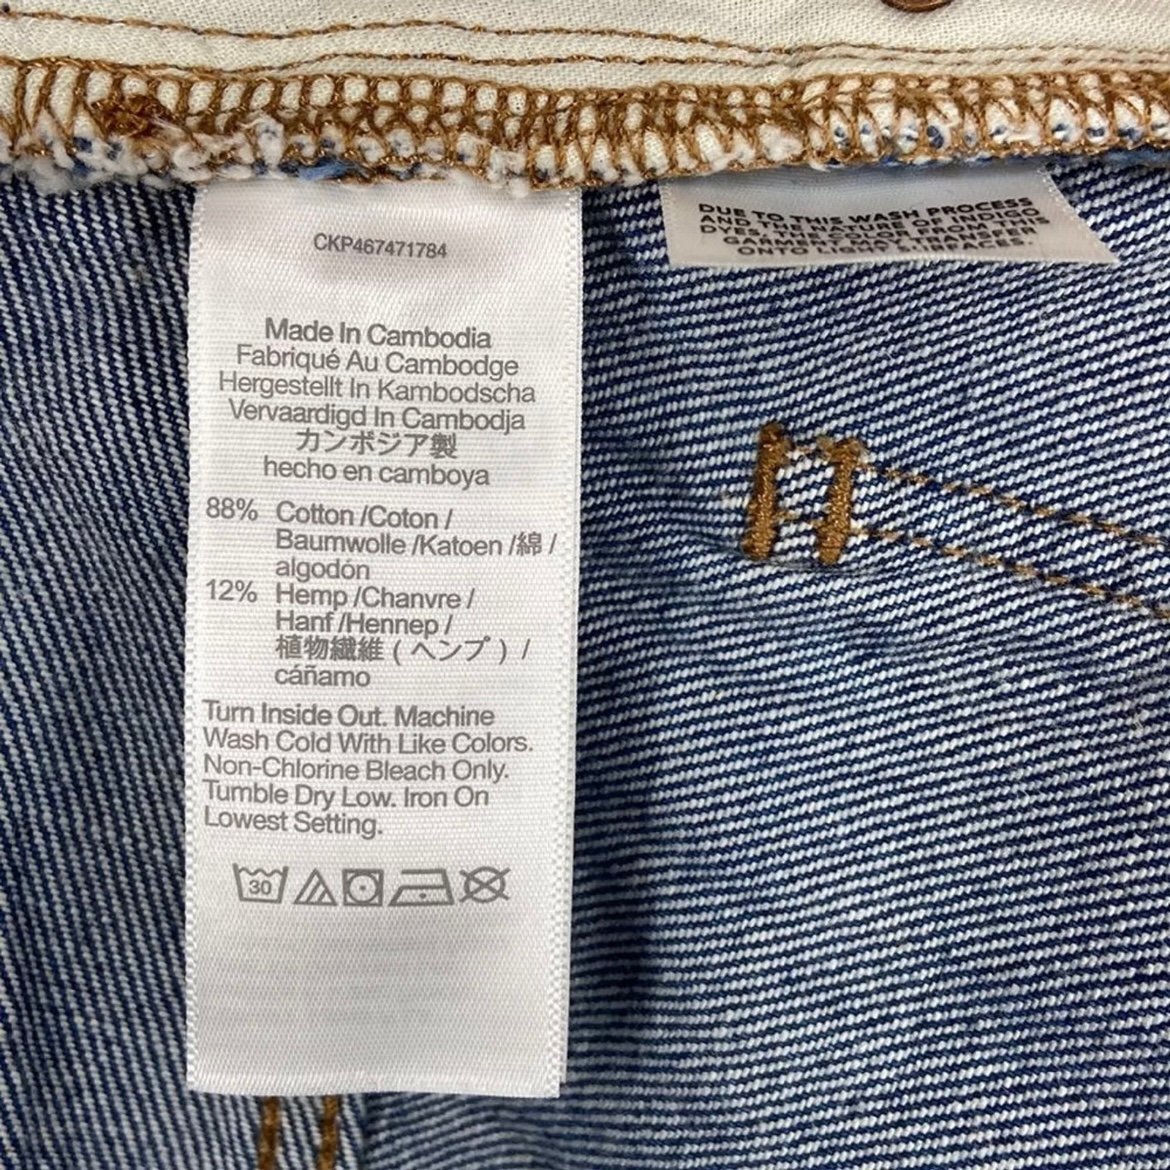 CKP467471784
Made In Cambodia
Fabriqué Au Cambodge
Hergestellt In Kambodscha
Vervaardigd In Cambodja
カンボジア製
hecho en camboya
88% Cotton /Coton /
Baumwolle /Katoen /綿 /
algodón
12% Hemp /Chanvre /
Hanf /Hennep /
植物繊維 ( ヘンプ ) /
cáñamo
Turn Inside Out. Machine
Wash Cold With Like Colors.
Non-Chlorine Bleach Only.
Tumble Dry Low. Iron On
Lowest Setting.
30
DUE TO THIS WASH PROCESS
AND THE NATURE OF INDIGO
DYES, COLOR FROM THIS
GARMENT MAY TRANSFER
ONTO LIGHT SURFACES.